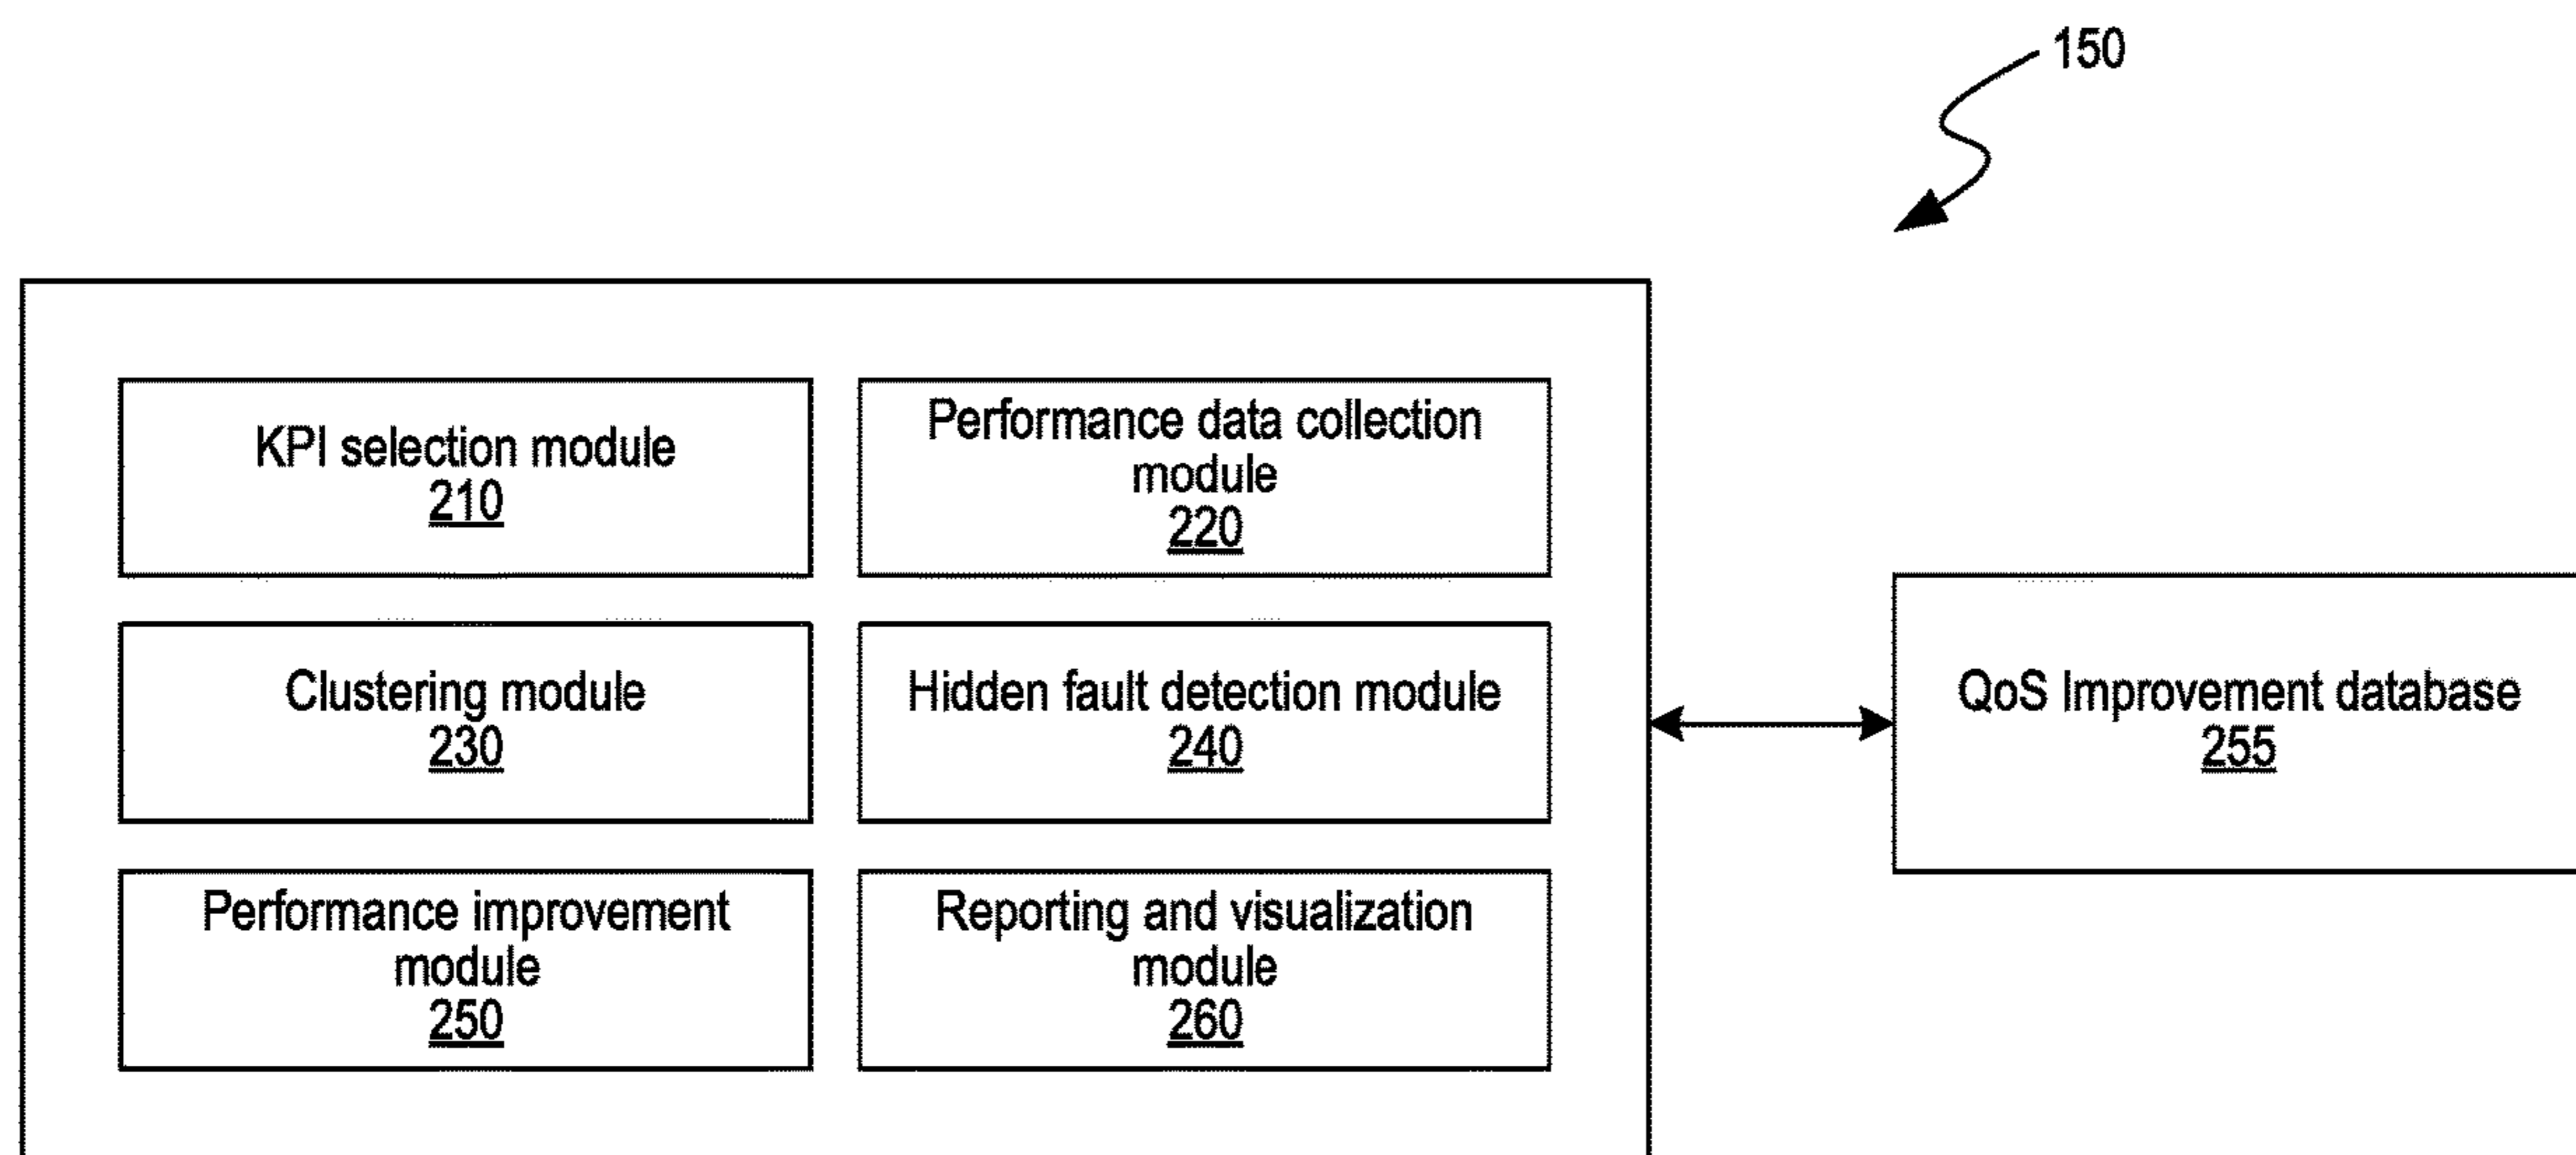 150
KPI selection module
210
Performance data collection
module
220
Clustering module
230
Hidden fault detection module
240
QoS Improvement database
255
Performance improvement
module
250
Reporting and visualization
module
260